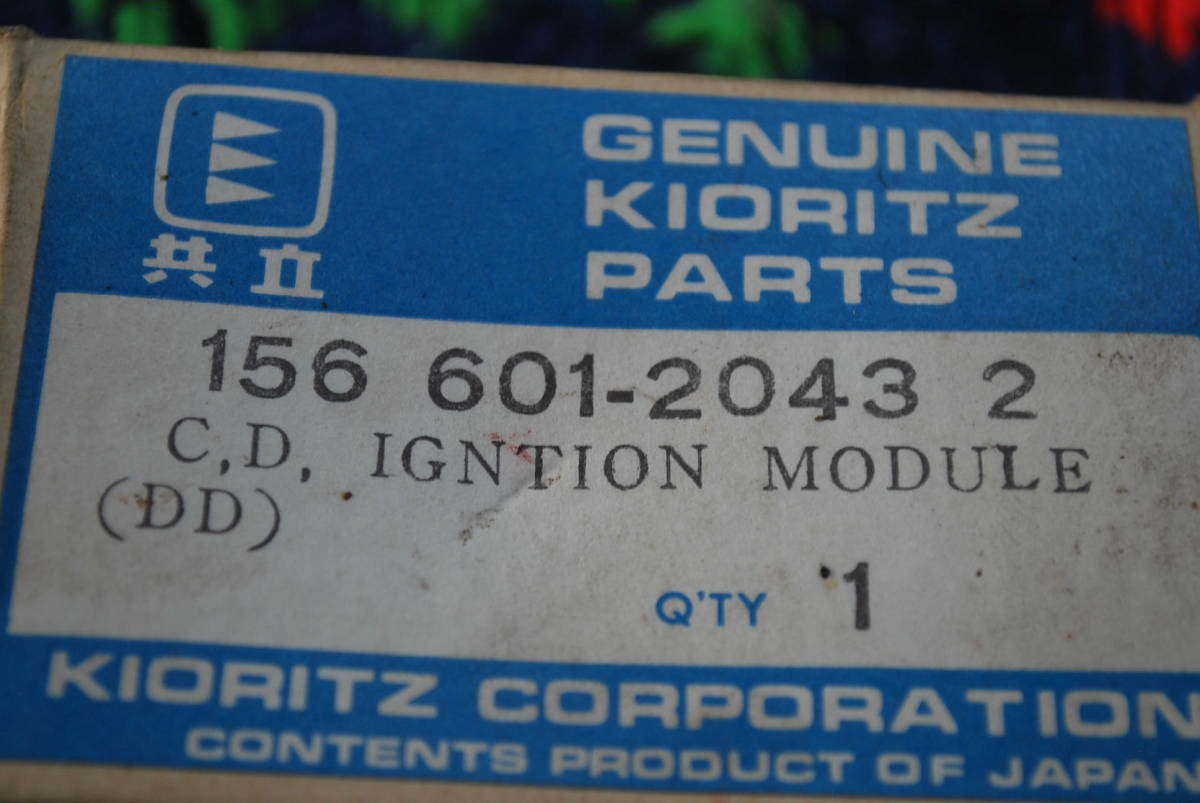 共立
GENUINE
KIORITZ
PARTS
156 601-2043 2
C,D, IGNTION MODULE
(DD)
Q'TY 1
KIORITZ CORPORATION
CONTENTS PRODUCT OF JAPAN